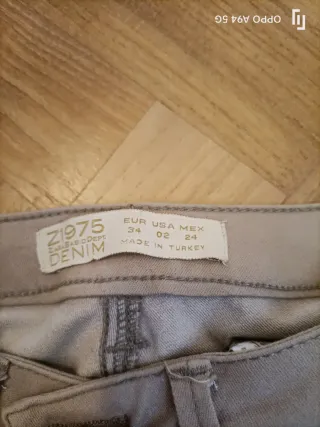 OPPO A94 5G
Z1975
DENIM
EUR USA MEX
34 02 24
MADE IN TURKEY